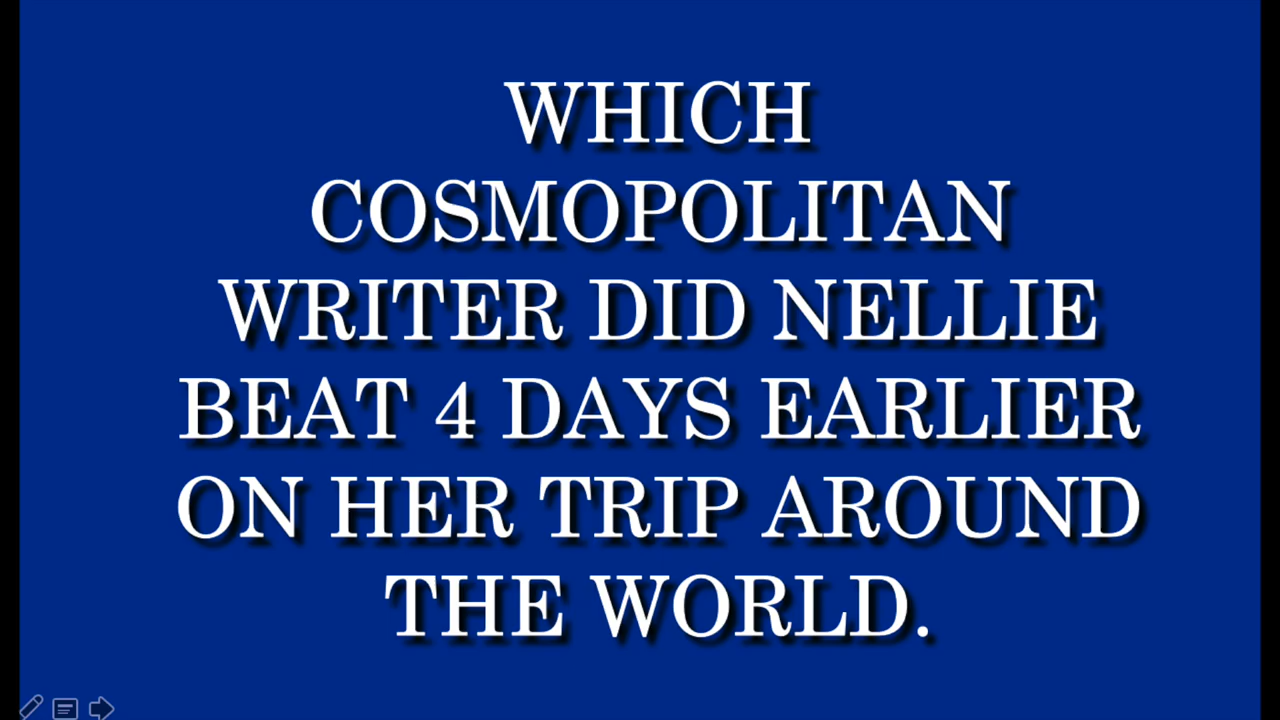 WHICH
COSMOPOLITAN
WRITER DID NELLIE
BEAT 4 DAYS EARLIER
ON HER TRIP AROUND
THE WORLD.